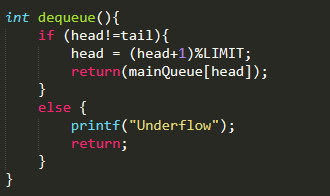 int dequeue(){
    if (head!=tail){
        head = (head+1)%LIMIT;
        return(mainQueue[head]);
    }
    else {
        printf("Underflow");
        return;
    }
}